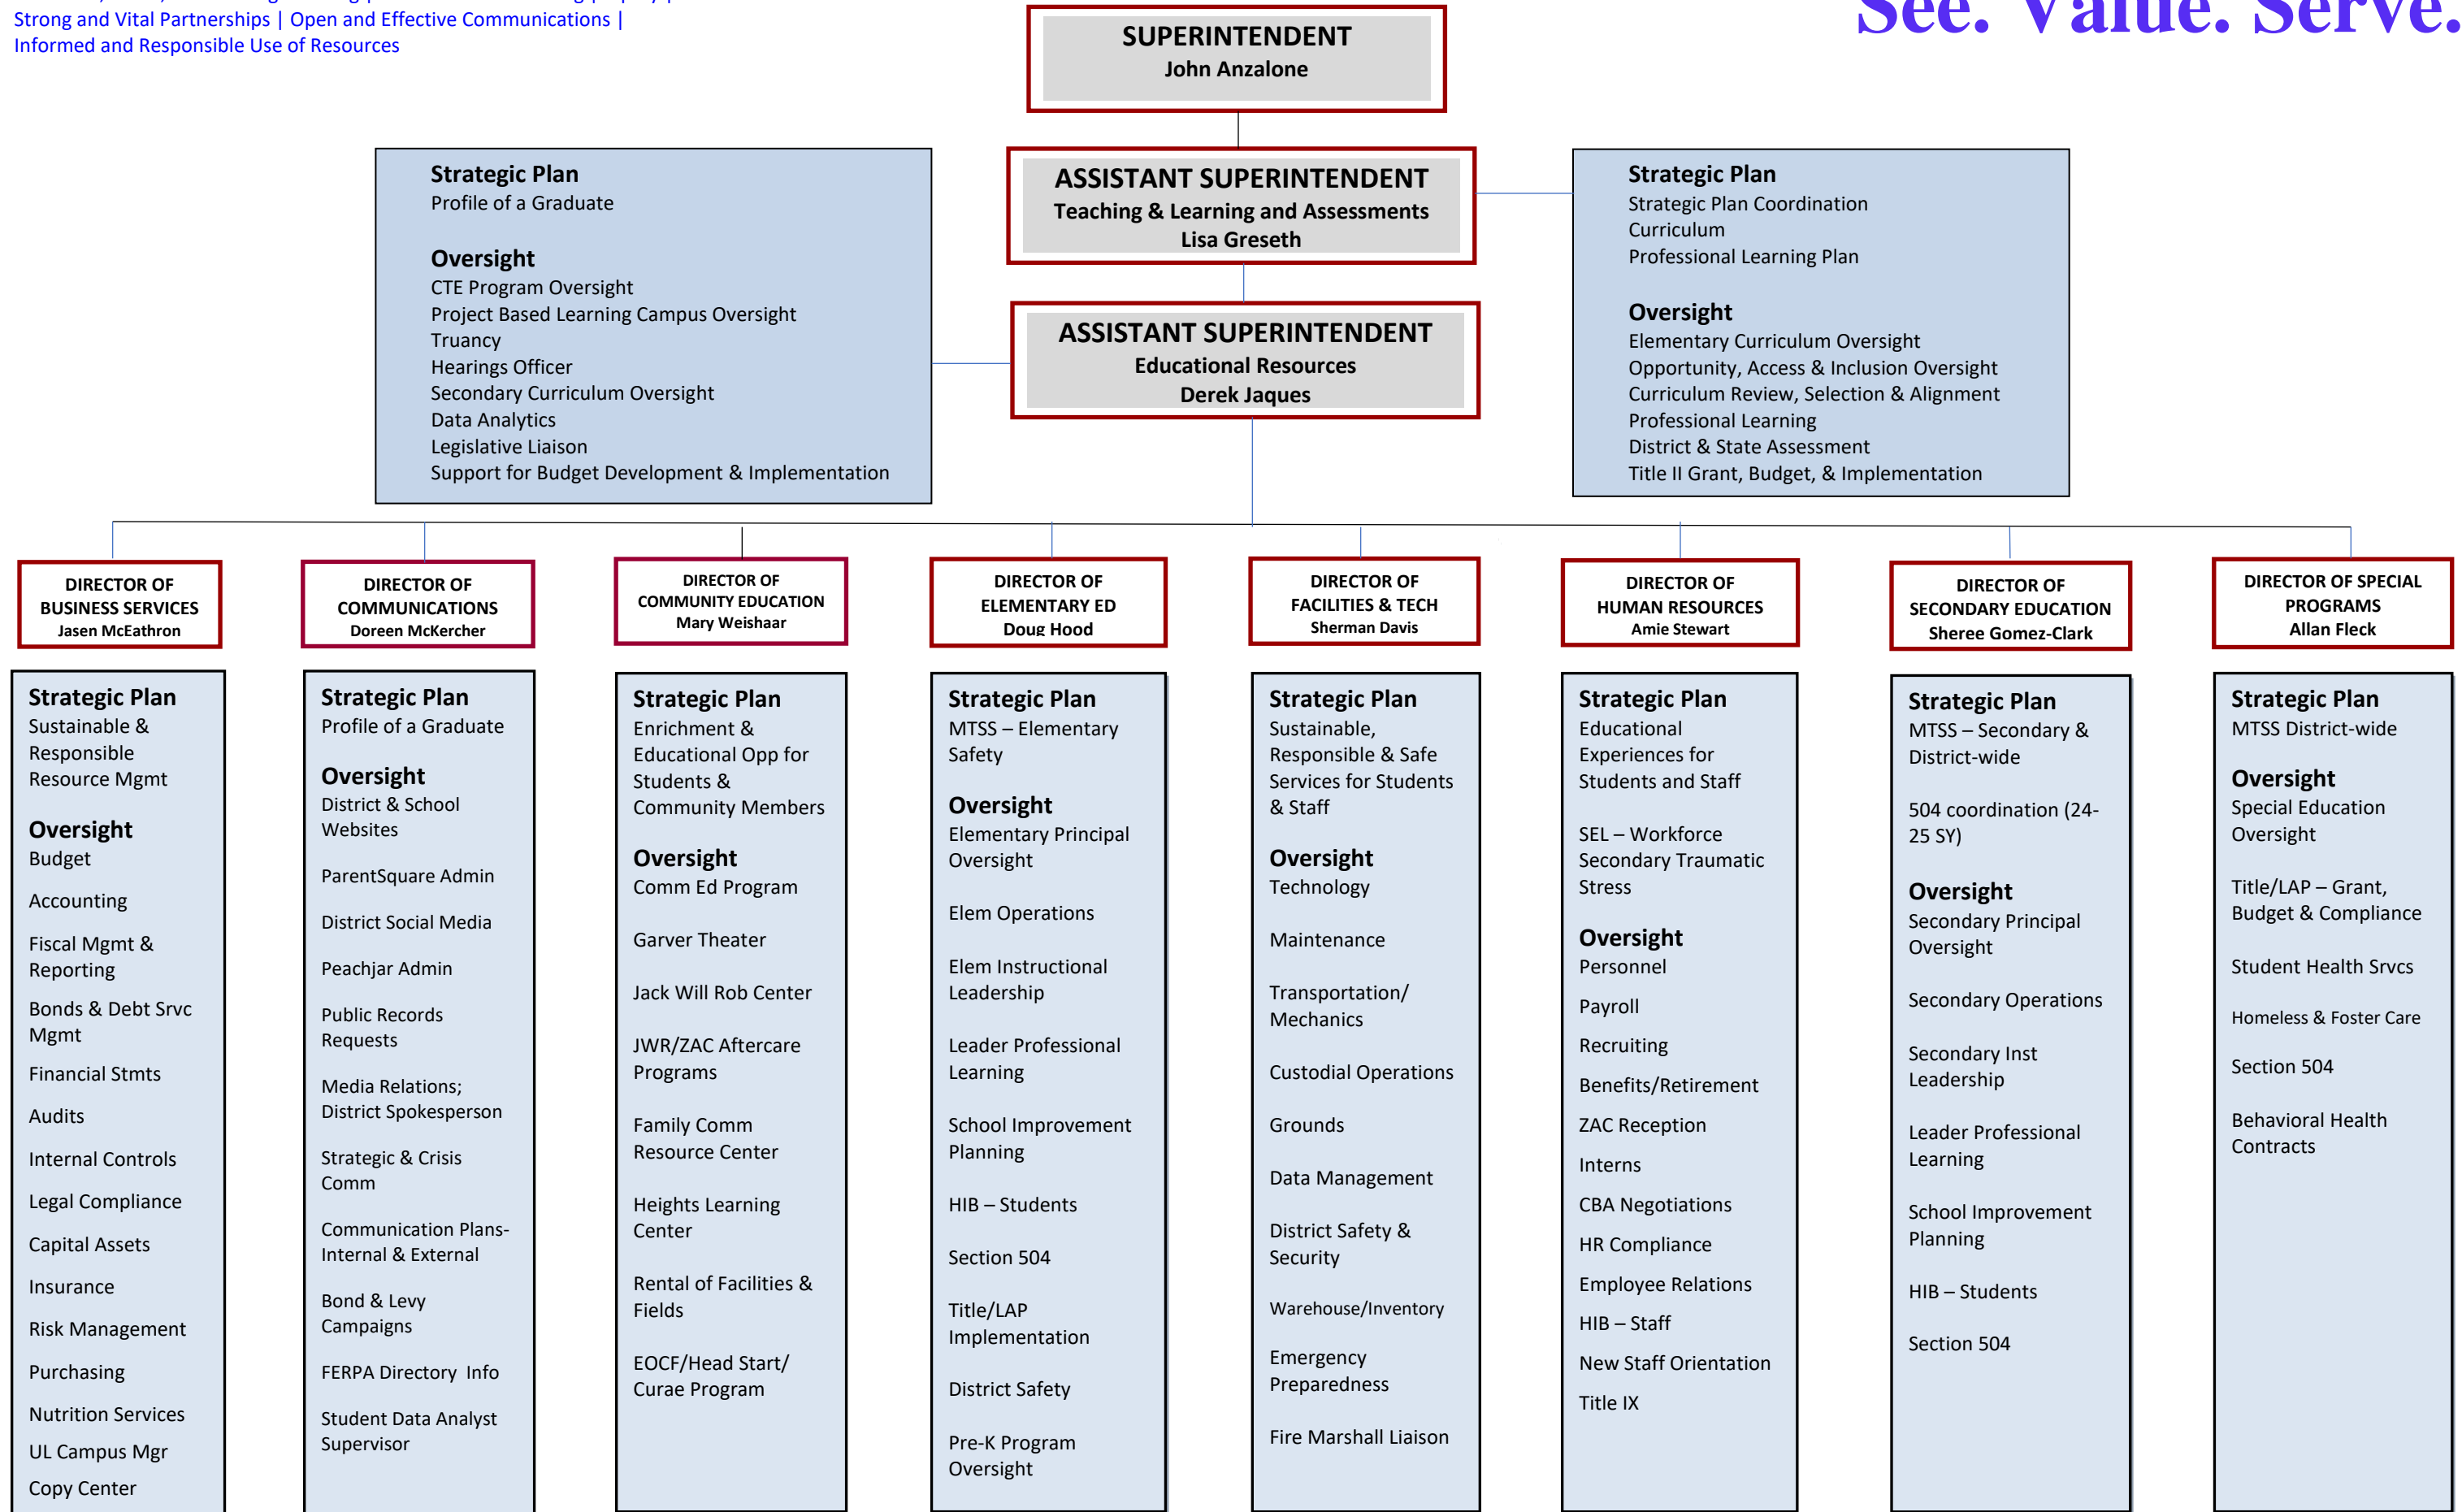 Strong and Vital Partnerships | Open and Effective Communications |
Informed and Responsible Use of Resources
See. Value. Serve.
SUPERINTENDENT
John Anzalone
ASSISTANT SUPERINTENDENT
Teaching & Learning and Assessments
Lisa Greseth
ASSISTANT SUPERINTENDENT
Educational Resources
Derek Jaques
Strategic Plan
Profile of a Graduate
Oversight
CTE Program Oversight
Project Based Learning Campus Oversight
Truancy
Hearings Officer
Secondary Curriculum Oversight
Data Analytics
Legislative Liaison
Support for Budget Development & Implementation
Strategic Plan
Strategic Plan Coordination
Curriculum
Professional Learning Plan
Oversight
Elementary Curriculum Oversight
Opportunity, Access & Inclusion Oversight
Curriculum Review, Selection & Alignment
Professional Learning
District & State Assessment
Title II Grant, Budget, & Implementation
DIRECTOR OF
BUSINESS SERVICES
Jasen McEathron
Strategic Plan
Sustainable &
Responsible
Resource Mgmt
Oversight
Budget
Accounting
Fiscal Mgmt &
Reporting
Bonds & Debt Srvc
Mgmt
Financial Stmts
Audits
Internal Controls
Legal Compliance
Capital Assets
Insurance
Risk Management
Purchasing
Nutrition Services
UL Campus Mgr
Copy Center
DIRECTOR OF
COMMUNICATIONS
Doreen McKercher
Strategic Plan
Profile of a Graduate
Oversight
District & School
Websites
ParentSquare Admin
District Social Media
Peachjar Admin
Public Records
Requests
Media Relations;
District Spokesperson
Strategic & Crisis
Comm
Communication Plans-
Internal & External
Bond & Levy
Campaigns
FERPA Directory Info
Student Data Analyst
Supervisor
DIRECTOR OF
COMMUNITY EDUCATION
Mary Weishaar
Strategic Plan
Enrichment &
Educational Opp for
Students &
Community Members
Oversight
Comm Ed Program
Garver Theater
Jack Will Rob Center
JWR/ZAC Aftercare
Programs
Family Comm
Resource Center
Heights Learning
Center
Rental of Facilities &
Fields
EOCF/Head Start/
Curae Program
DIRECTOR OF
ELEMENTARY ED
Doug Hood
Strategic Plan
MTSS – Elementary
Safety
Oversight
Elementary Principal
Oversight
Elem Operations
Elem Instructional
Leadership
Leader Professional
Learning
School Improvement
Planning
HIB – Students
Section 504
Title/LAP
Implementation
District Safety
Pre-K Program
Oversight
DIRECTOR OF
FACILITIES & TECH
Sherman Davis
Strategic Plan
Sustainable,
Responsible & Safe
Services for Students
& Staff
Oversight
Technology
Maintenance
Transportation/
Mechanics
Custodial Operations
Grounds
Data Management
District Safety &
Security
Warehouse/Inventory
Emergency
Preparedness
Fire Marshall Liaison
DIRECTOR OF
HUMAN RESOURCES
Amie Stewart
Strategic Plan
Educational
Experiences for
Students and Staff
SEL – Workforce
Secondary Traumatic
Stress
Oversight
Personnel
Payroll
Recruiting
Benefits/Retirement
ZAC Reception
Interns
CBA Negotiations
HR Compliance
Employee Relations
HIB – Staff
New Staff Orientation
Title IX
DIRECTOR OF
SECONDARY EDUCATION
Sheree Gomez-Clark
Strategic Plan
MTSS – Secondary &
District-wide
504 coordination (24-
25 SY)
Oversight
Secondary Principal
Oversight
Secondary Operations
Secondary Inst
Leadership
Leader Professional
Learning
School Improvement
Planning
HIB – Students
Section 504
DIRECTOR OF SPECIAL
PROGRAMS
Allan Fleck
Strategic Plan
MTSS District-wide
Oversight
Special Education
Oversight
Title/LAP – Grant,
Budget & Compliance
Student Health Srvcs
Homeless & Foster Care
Section 504
Behavioral Health
Contracts